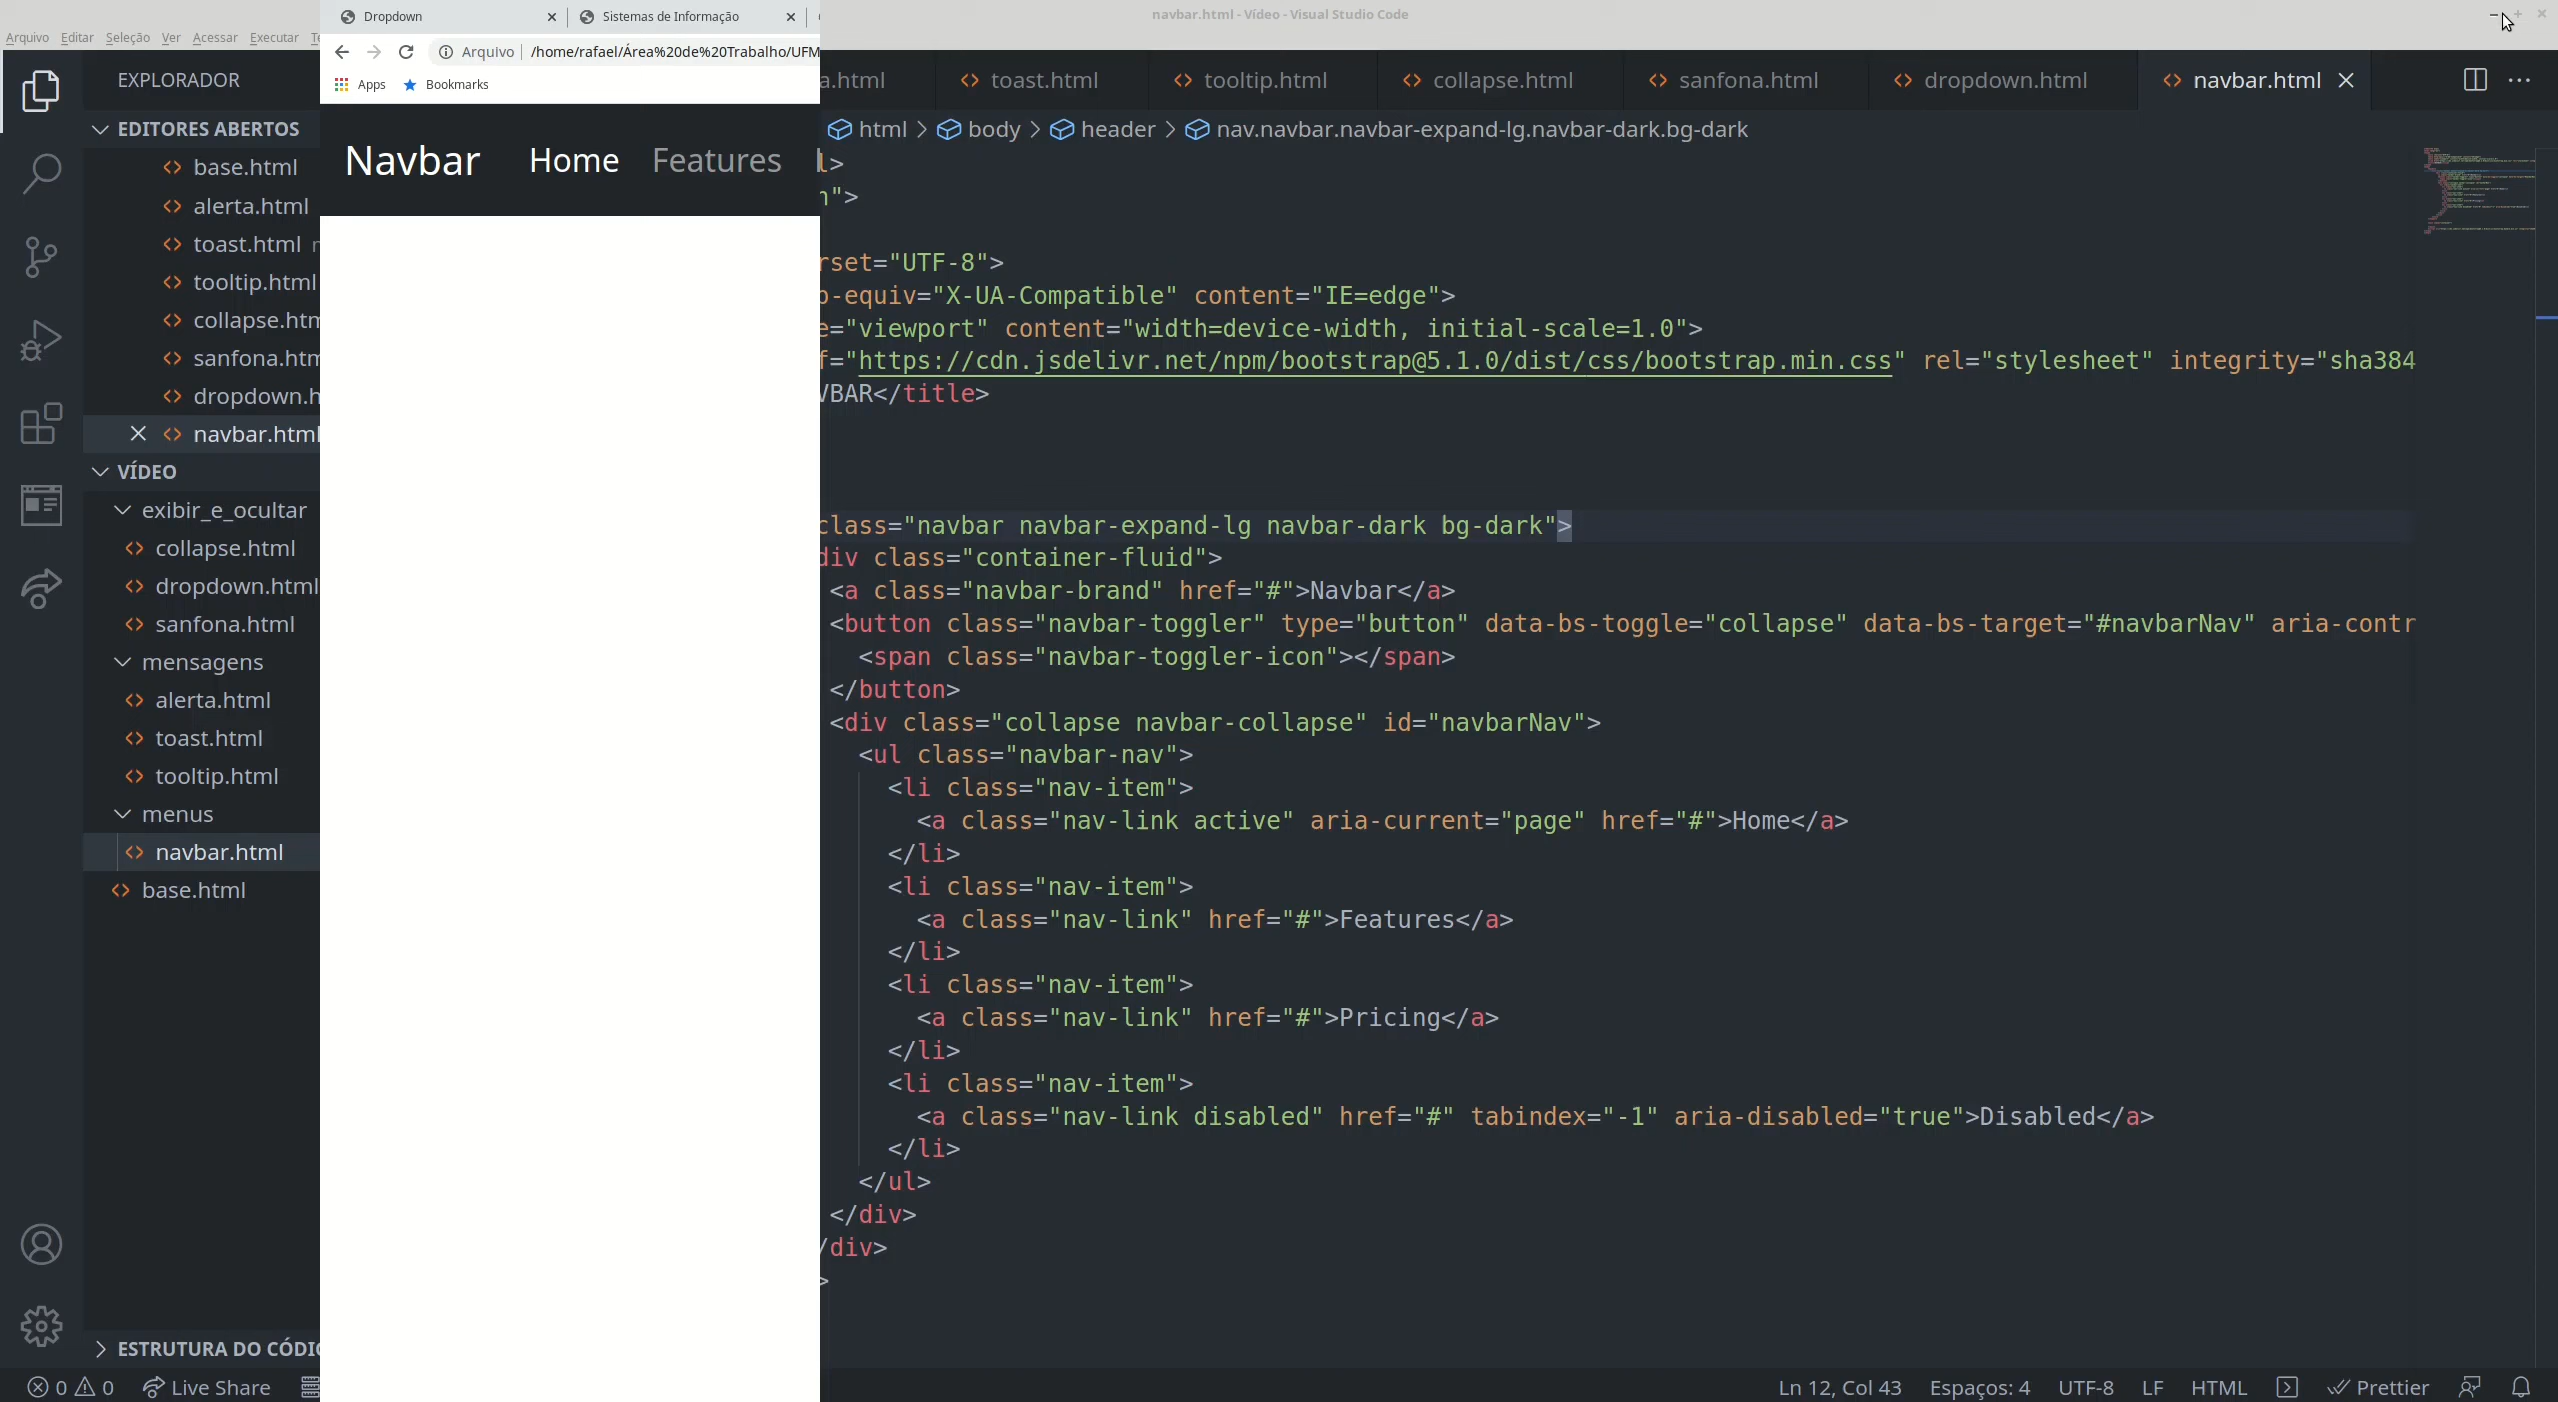 navbar.html - Vídeo - Visual Studio Code
Arquivo Editar Seleção Ver Acessar Executar
Dropdown
Sistemas de Informação
Arquivo /home/rafael/Área%20de%20Trabalho/UFM
Apps Bookmarks
Navbar Home Features
EXPLORADOR
EDITORES ABERTOS
base.html
alerta.html
toast.html
tooltip.html
collapse.htm
sanfona.htm
dropdown.h
navbar.html
VÍDEO
exibir_e_ocultar
collapse.html
dropdown.html
sanfona.html
mensagens
alerta.html
toast.html
tooltip.html
menus
navbar.html
base.html
ESTRUTURA DO CÓDIG
a.html toast.html tooltip.html collapse.html sanfona.html dropdown.html navbar.html
html > body > header > nav.navbar.navbar-expand-lg.navbar-dark.bg-dark
l>
n">
rset="UTF-8">
p-equiv="X-UA-Compatible" content="IE=edge">
e="viewport" content="width=device-width, initial-scale=1.0">
f="https://cdn.jsdelivr.net/npm/bootstrap@5.1.0/dist/css/bootstrap.min.css" rel="stylesheet" integrity="sha384
VBAR</title>
class="navbar navbar-expand-lg navbar-dark bg-dark">
div class="container-fluid">
<a class="navbar-brand" href="#">Navbar</a>
<button class="navbar-toggler" type="button" data-bs-toggle="collapse" data-bs-target="#navbarNav" aria-contr
<span class="navbar-toggler-icon"></span>
</button>
<div class="collapse navbar-collapse" id="navbarNav">
<ul class="navbar-nav">
<li class="nav-item">
<a class="nav-link active" aria-current="page" href="#">Home</a>
</li>
<li class="nav-item">
<a class="nav-link" href="#">Features</a>
</li>
<li class="nav-item">
<a class="nav-link" href="#">Pricing</a>
</li>
<li class="nav-item">
<a class="nav-link disabled" href="#" tabindex="-1" aria-disabled="true">Disabled</a>
</li>
</ul>
</div>
/div>
>
0 0 Live Share
Ln 12, Col 43 Espaços: 4 UTF-8 LF HTML Prettier